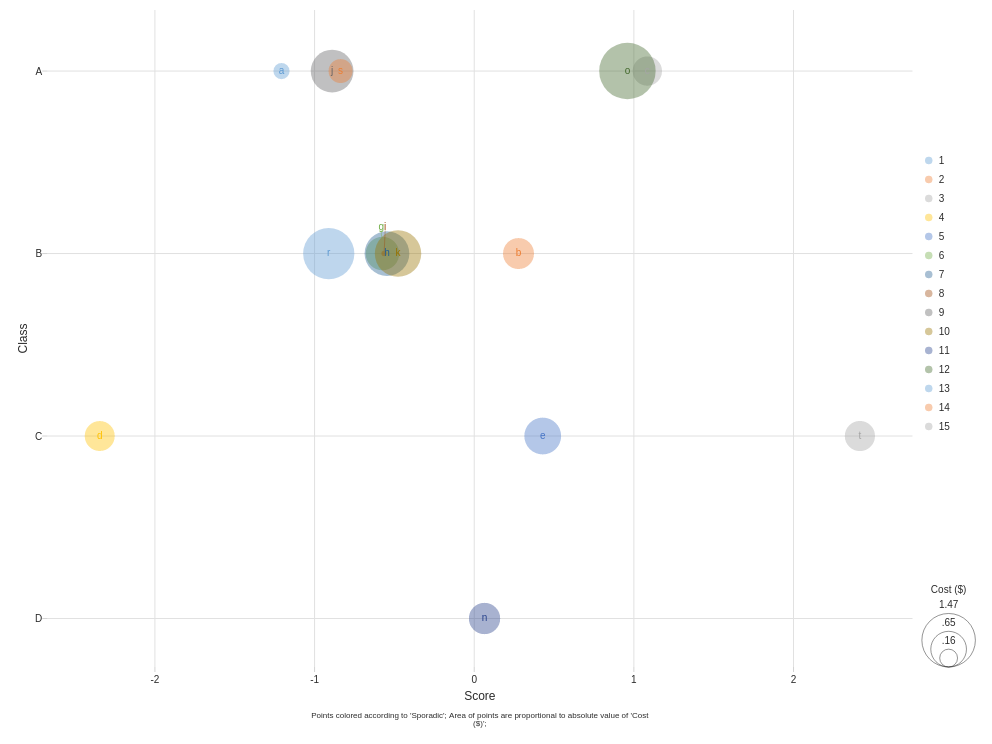 A
a
j
s
o
gi
B
r
h
k
b
1
2
3
4
5
6
7
8
9
10
11
12
13
14
15
Class
C
d
e
t
D
n
Cost ($)
1.47
.65
.16
-2
-1
0
1
2
Score
Points colored according to 'Sporadic'; Area of points are proportional to absolute value of 'Cost
($)';